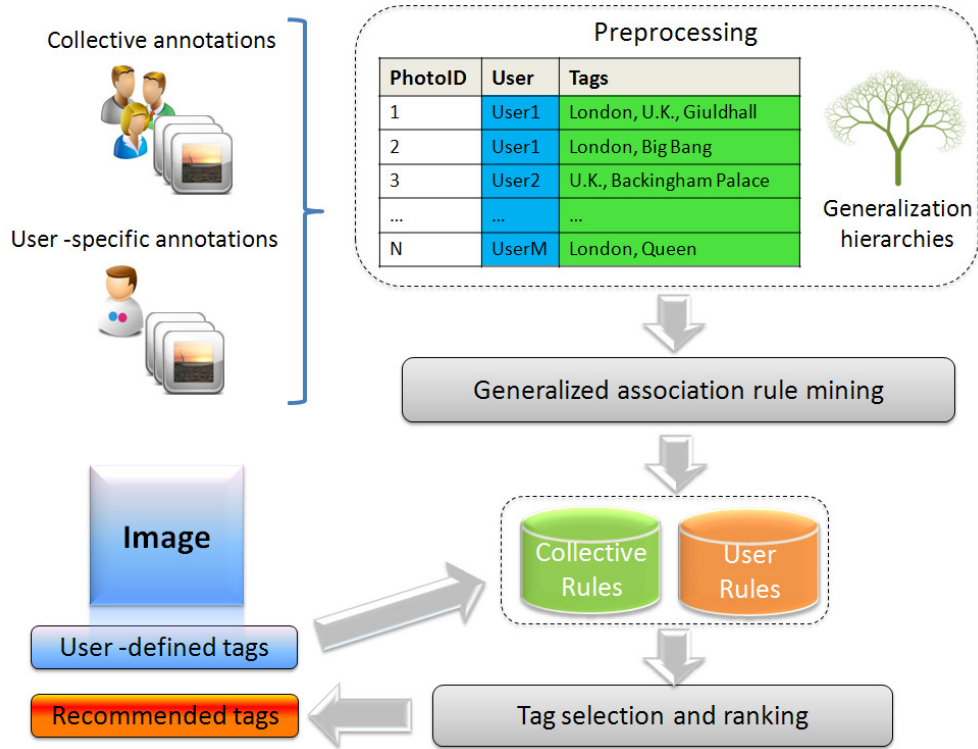 Collective annotations
User -specific annotations
Preprocessing
PhotoID User Tags
1 User1 London, U.K., Giuldhall
2 User1 London, Big Bang
3 User2 U.K., Backingham Palace
... ... ...
N UserM London, Queen
Generalization
hierarchies
Generalized association rule mining
Collective
Rules
User
Rules
Image
User -defined tags
Recommended tags
Tag selection and ranking